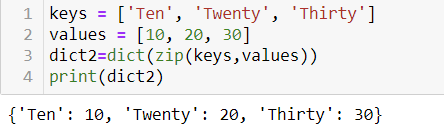 1 keys = ['Ten', 'Twenty', 'Thirty']
2 values = [10, 20, 30]
3 dict2=dict(zip(keys,values))
4 print(dict2)
{'Ten': 10, 'Twenty': 20, 'Thirty': 30}